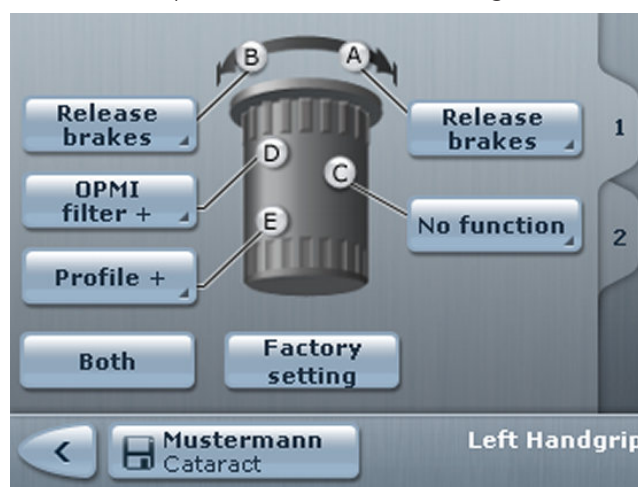 B
A
Release
brakes
Release
brakes
1
D
OPMI
filter +
C
No function
2
E
Profile +
Both
Factory
setting
<
Mustermann
Cataract
Left Handgrip